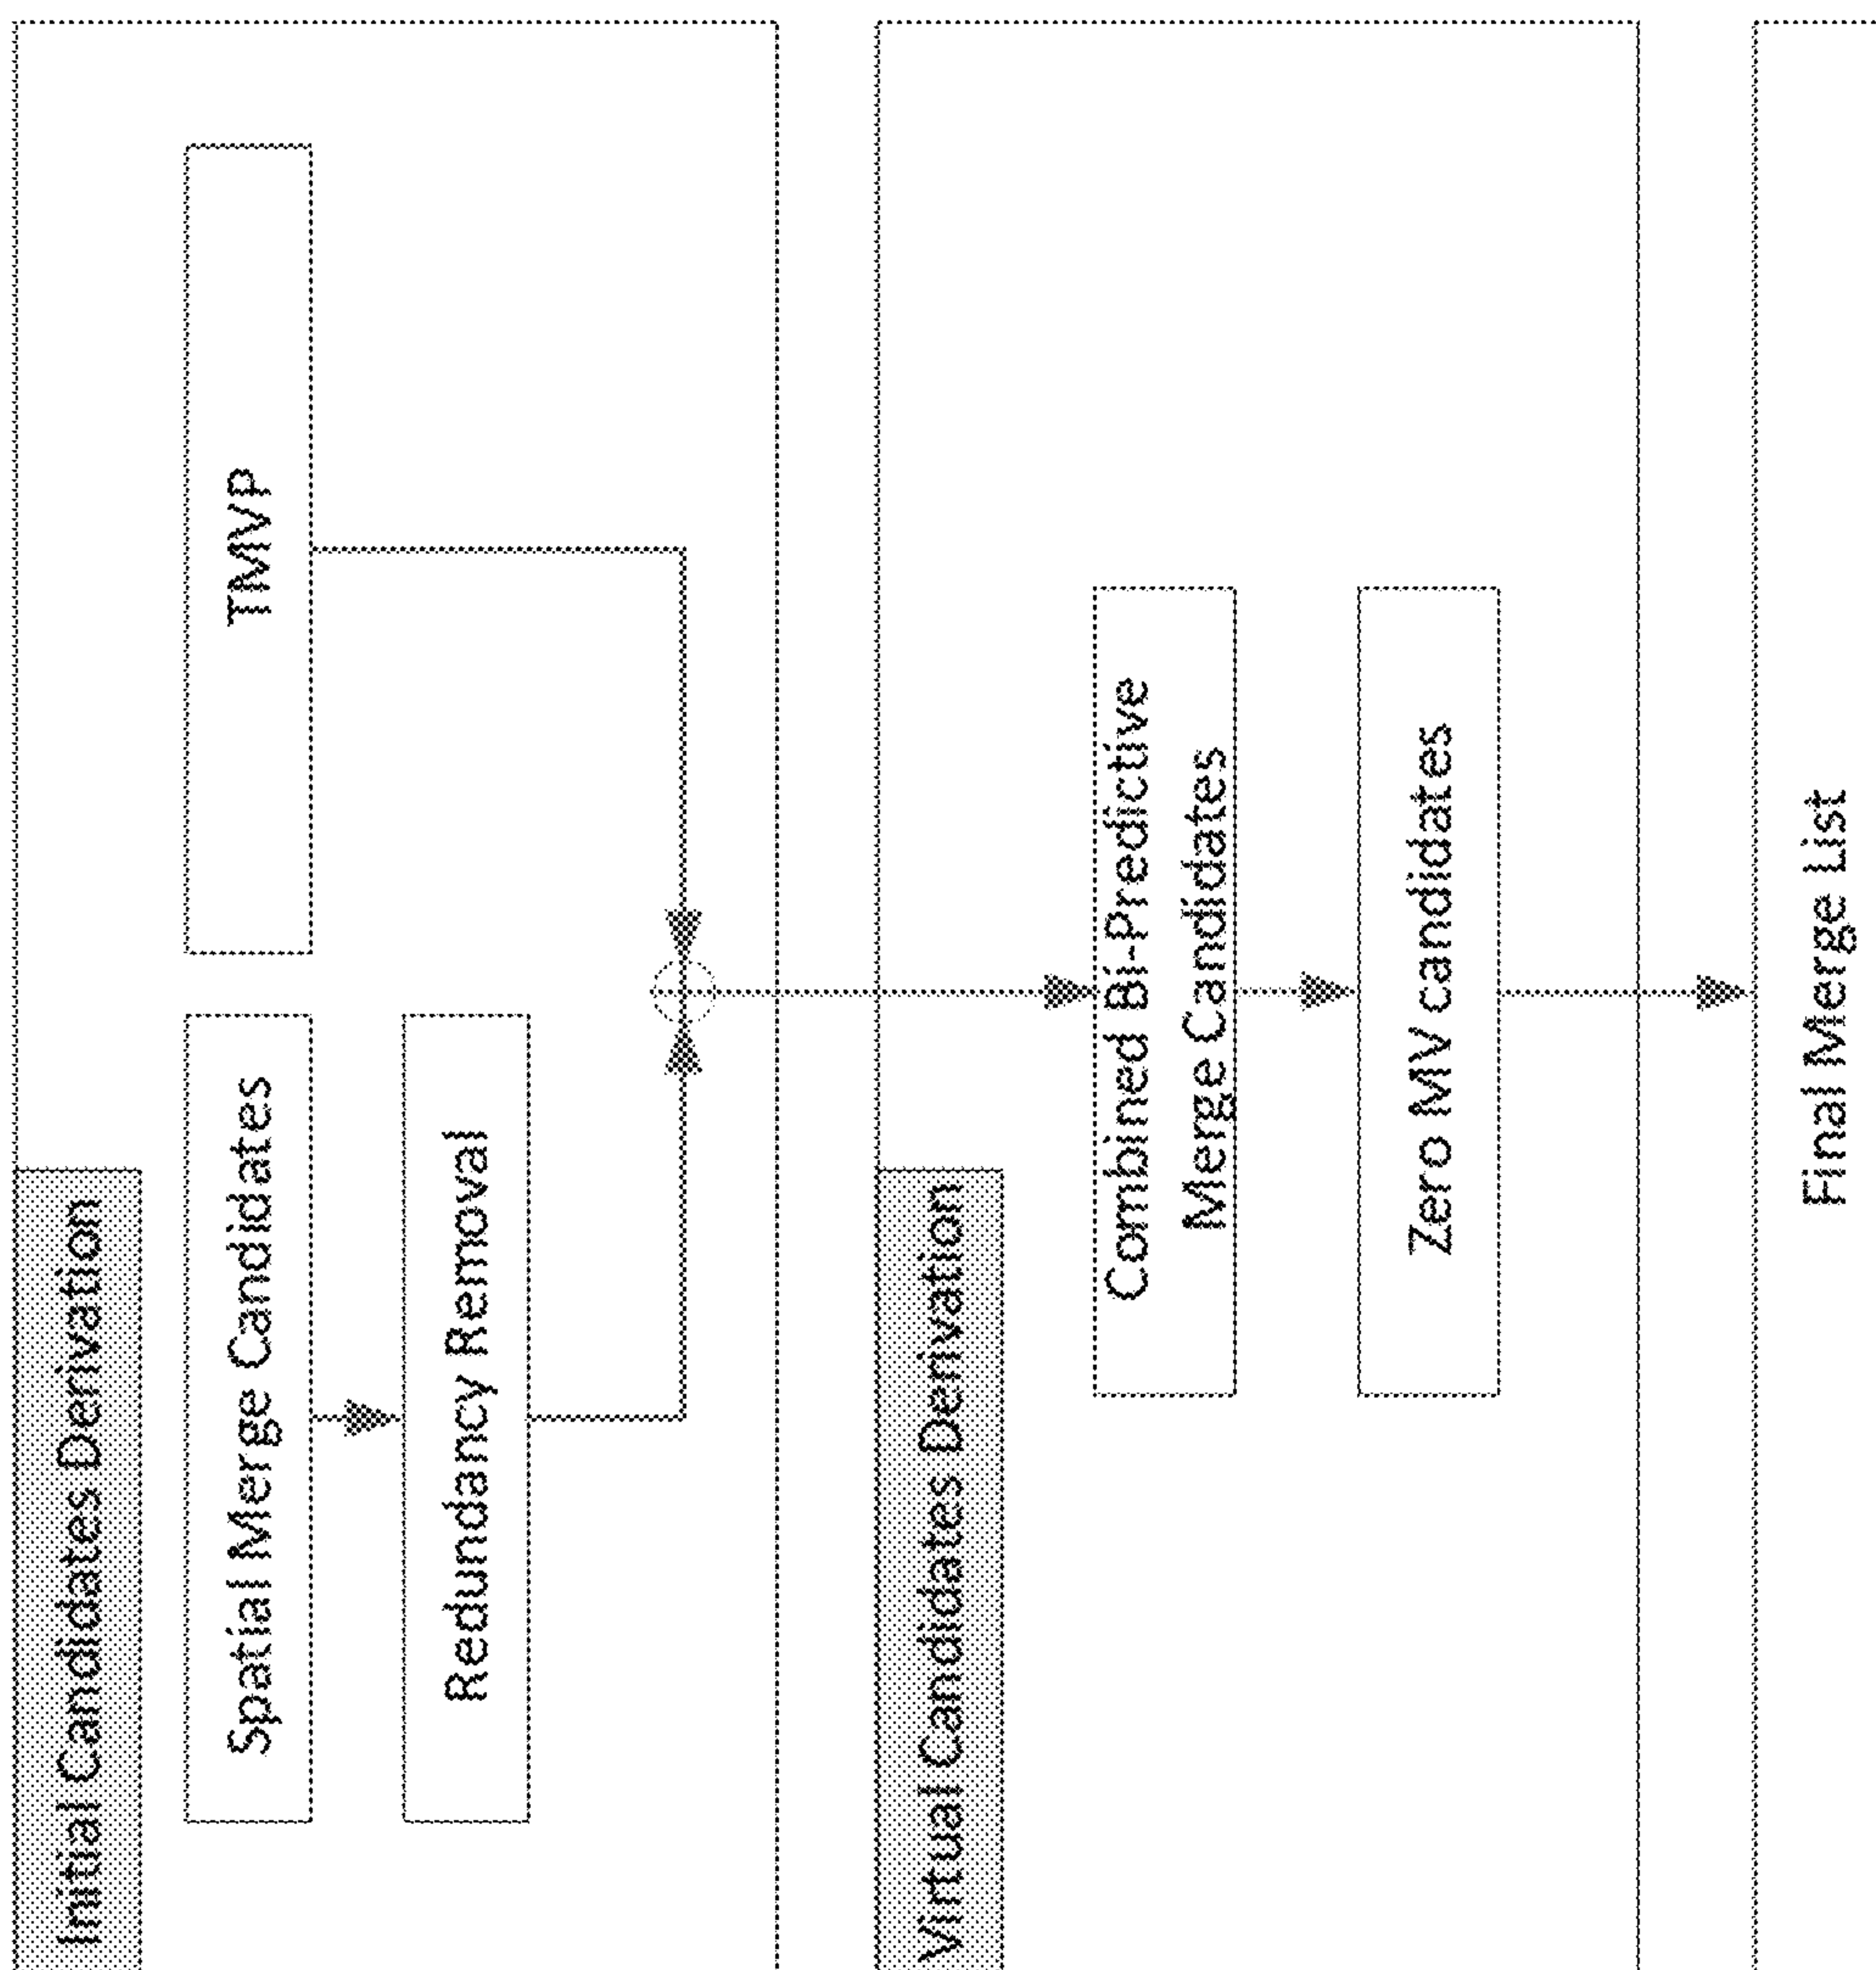 Initial Candidates Derivation
Spatial Merge Candidates
TMVP
Redundancy Removal
Virtual Candidates Derivation
Combined Bi-Predictive
Merge Candidates
Zero MV candidates
Final Merge List